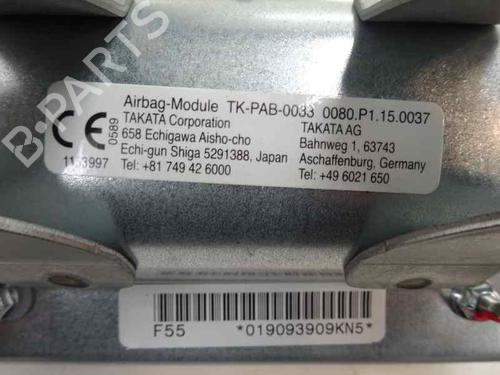 B-PARTS
Airbag-Module TK-PAB-0033 0080.P1.15.0037
TAKATA Corporation
658 Echigawa Aisho-cho
Echi-gun Shiga 5291388, Japan
Tel: +81 749 42 6000
TAKATA AG
Bahnweg 1, 63743
Aschaffenburg, Germany
Tel: +49 6021 650
CE
0589
1153997
F55
*019093909KN5*